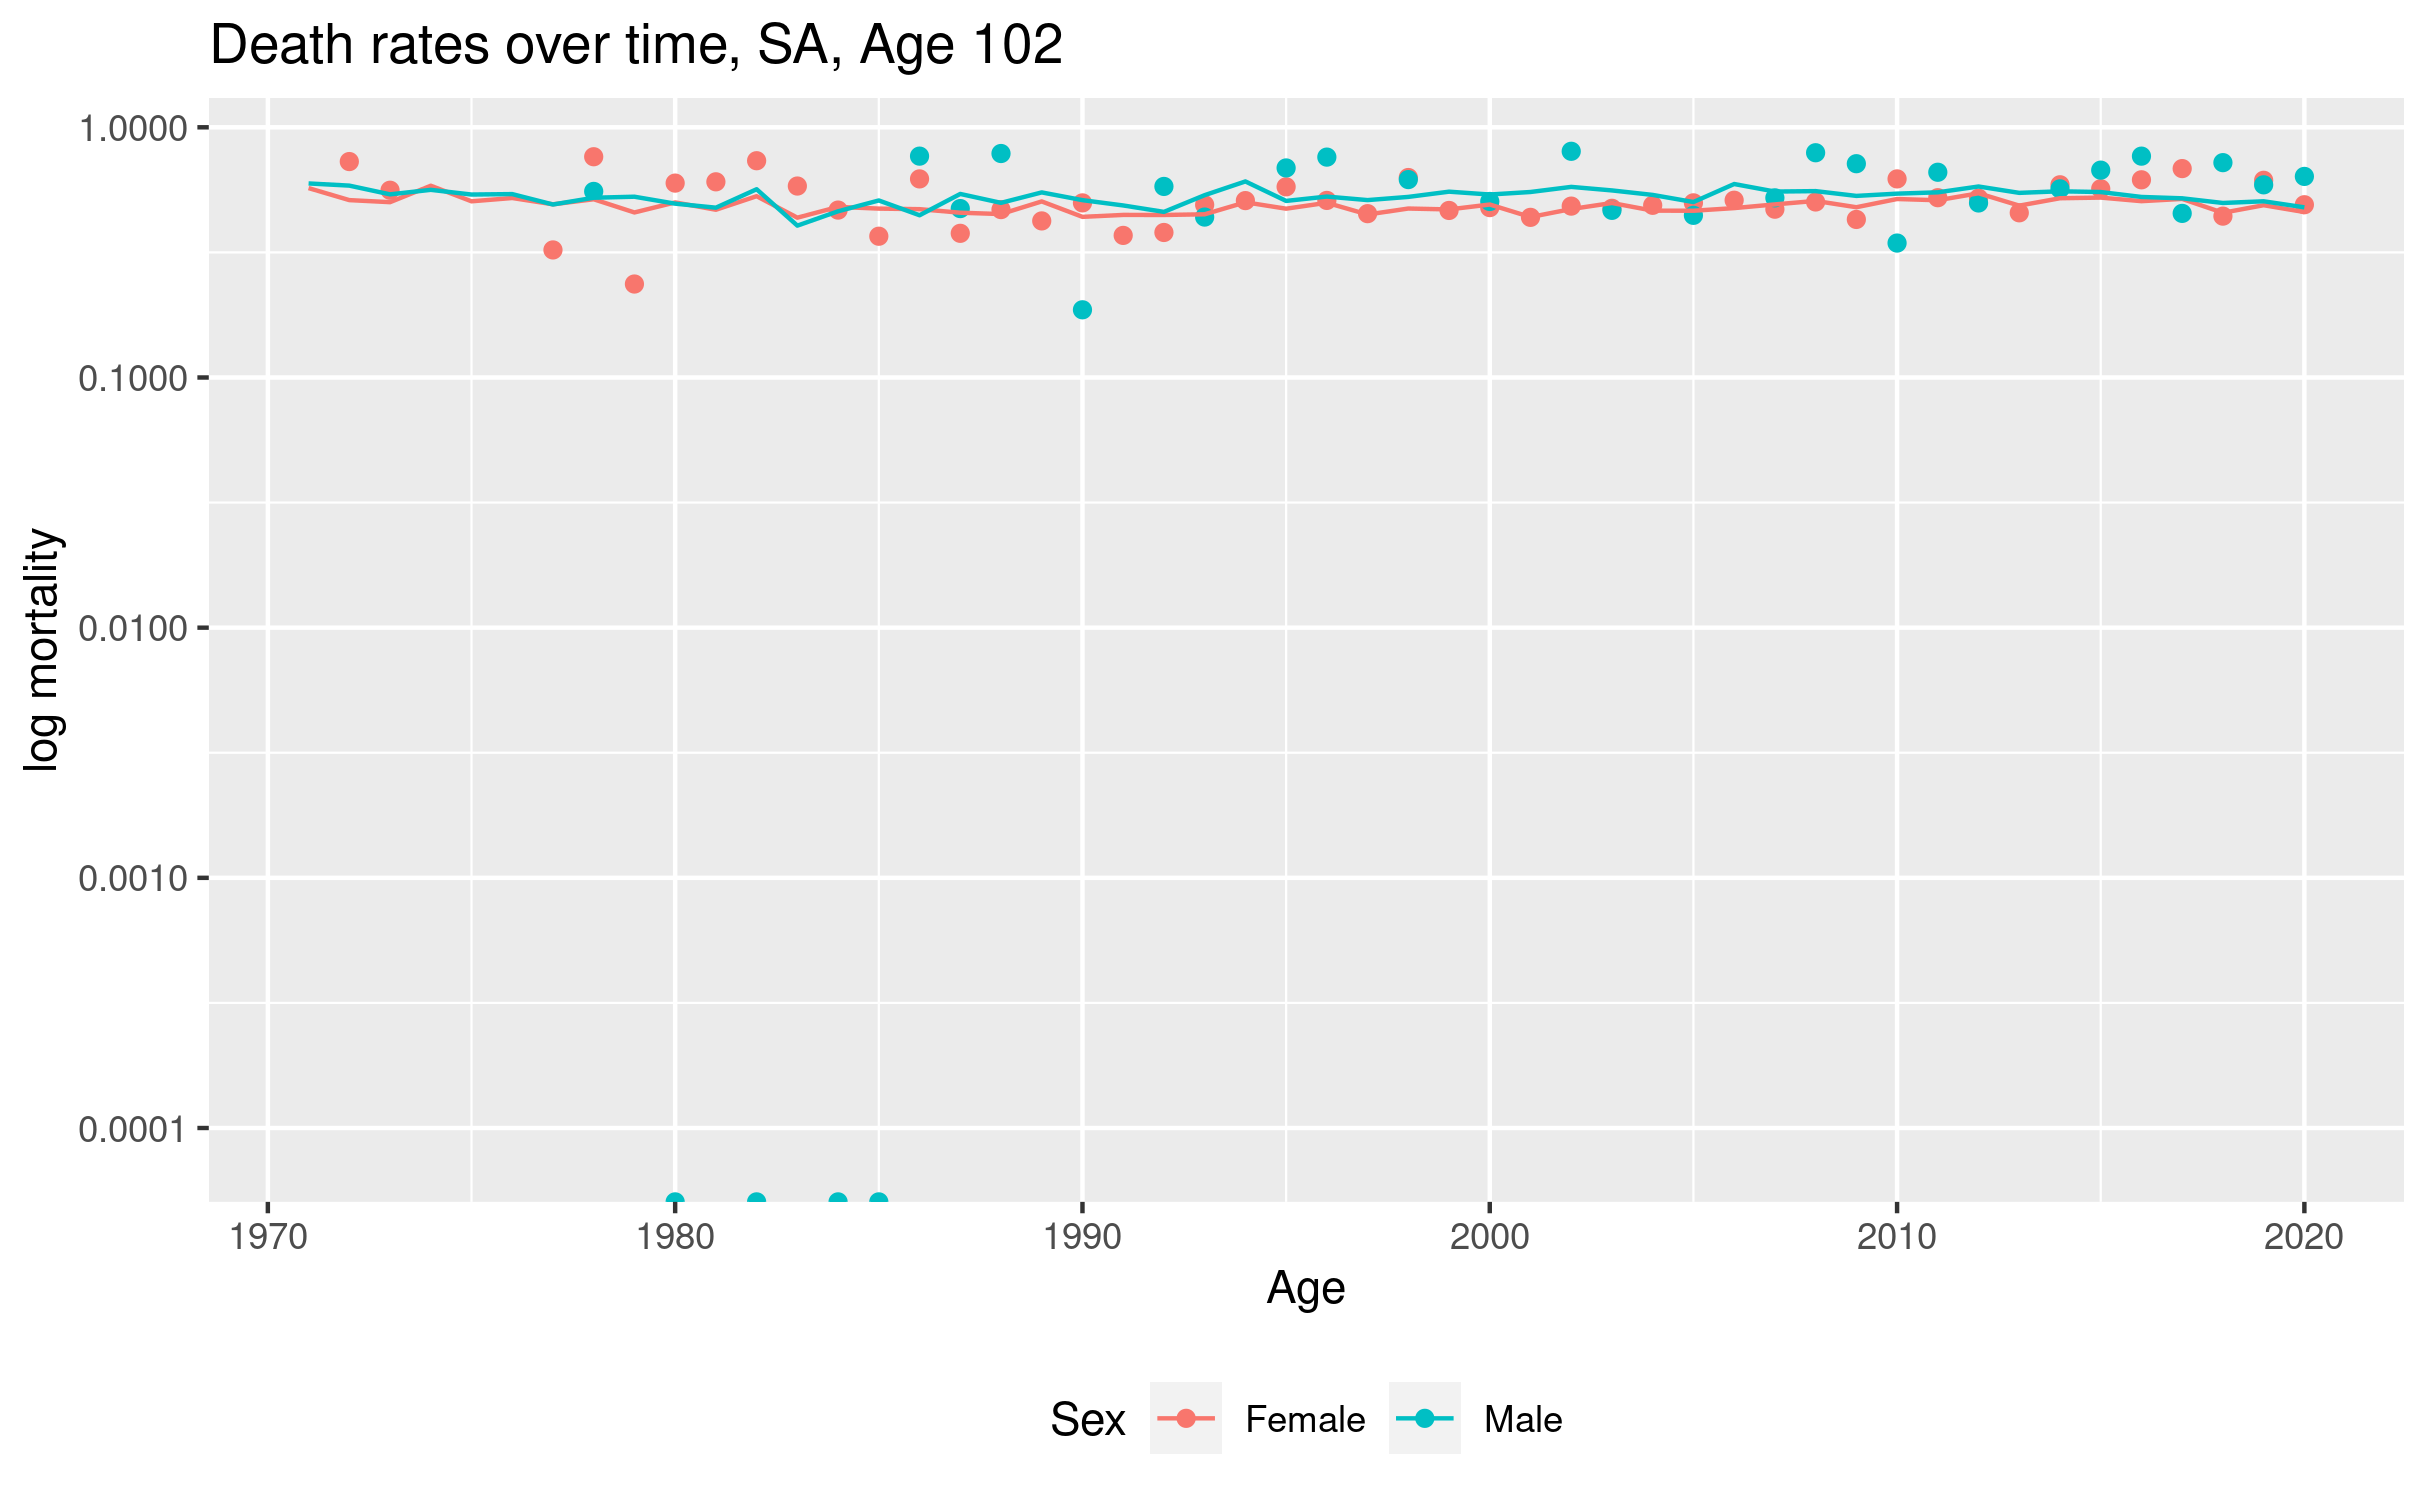 Death rates over time, SA, Age 102
1.0000
0.1000
0.0100
0.0010
0.0001
log mortality
1970 1980 1990 2000 2010 2020
Age
Sex Female Male